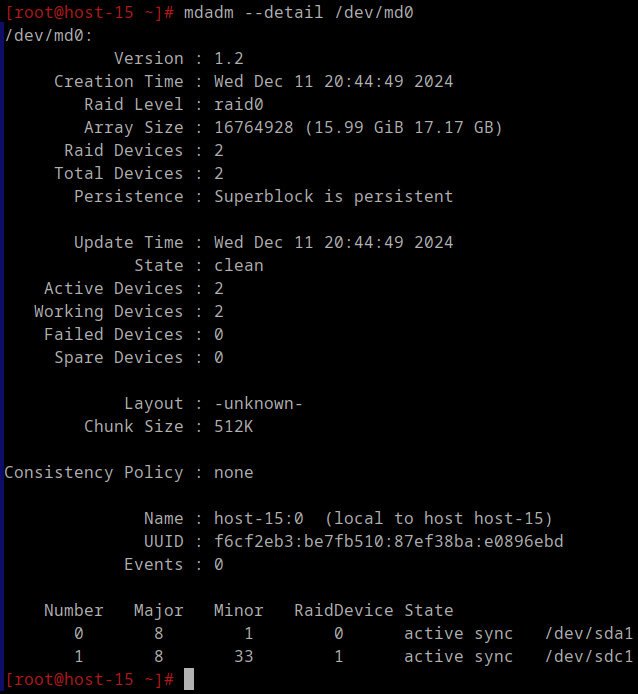 [root@host-15 ~]# mdadm --detail /dev/md0
/dev/md0:
Version : 1.2
Creation Time : Wed Dec 11 20:44:49 2024
Raid Level : raid0
Array Size : 16764928 (15.99 GiB 17.17 GB)
Raid Devices : 2
Total Devices : 2
Persistence : Superblock is persistent
Update Time : Wed Dec 11 20:44:49 2024
State : clean
Active Devices : 2
Working Devices : 2
Failed Devices : 0
Spare Devices : 0
Layout : -unknown-
Chunk Size : 512K
Consistency Policy : none
Name : host-15:0  (local to host host-15)
UUID : f6cf2eb3:be7fb510:87ef38ba:e0896ebd
Events : 0
Number   Major   Minor   RaidDevice State
0       8        1        0      active sync   /dev/sda1
1       8       33        1      active sync   /dev/sdc1
[root@host-15 ~]#